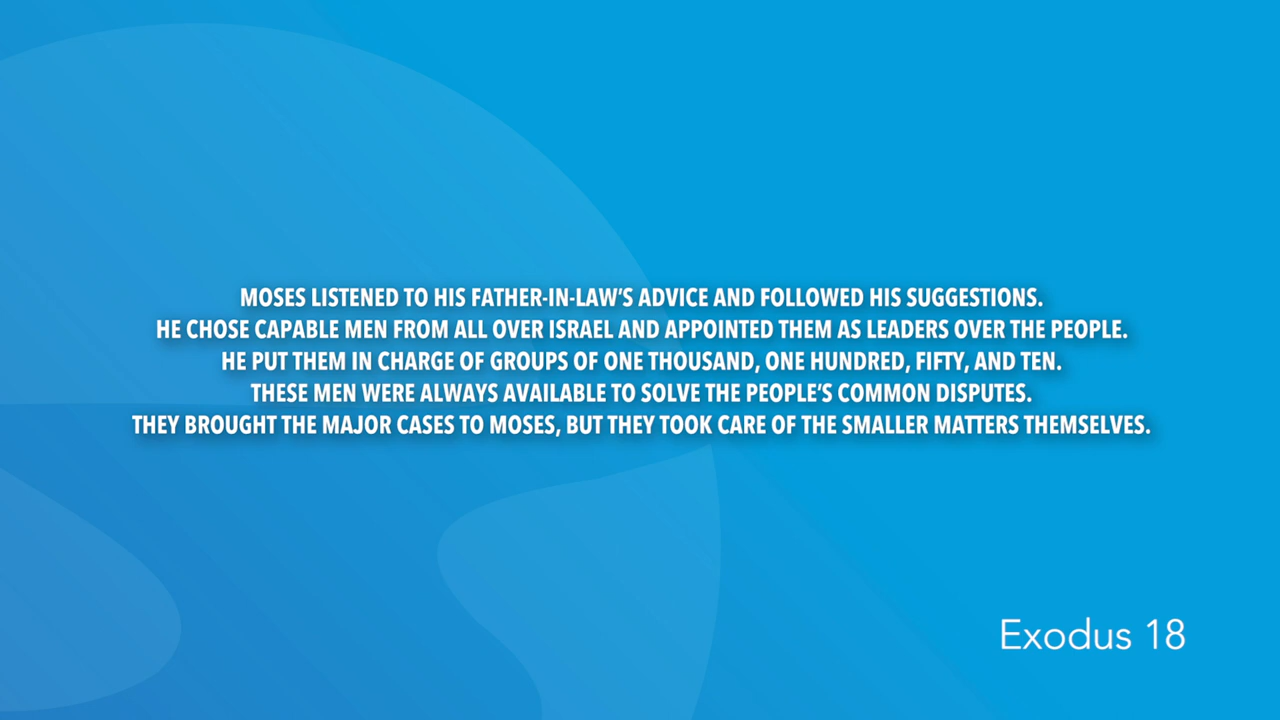 MOSES LISTENED TO HIS FATHER-IN-LAW’S ADVICE AND FOLLOWED HIS SUGGESTIONS.
HE CHOSE CAPABLE MEN FROM ALL OVER ISRAEL AND APPOINTED THEM AS LEADERS OVER THE PEOPLE.
HE PUT THEM IN CHARGE OF GROUPS OF ONE THOUSAND, ONE HUNDRED, FIFTY, AND TEN.
THESE MEN WERE ALWAYS AVAILABLE TO SOLVE THE PEOPLE’S COMMON DISPUTES.
THEY BROUGHT THE MAJOR CASES TO MOSES, BUT THEY TOOK CARE OF THE SMALLER MATTERS THEMSELVES.
Exodus 18